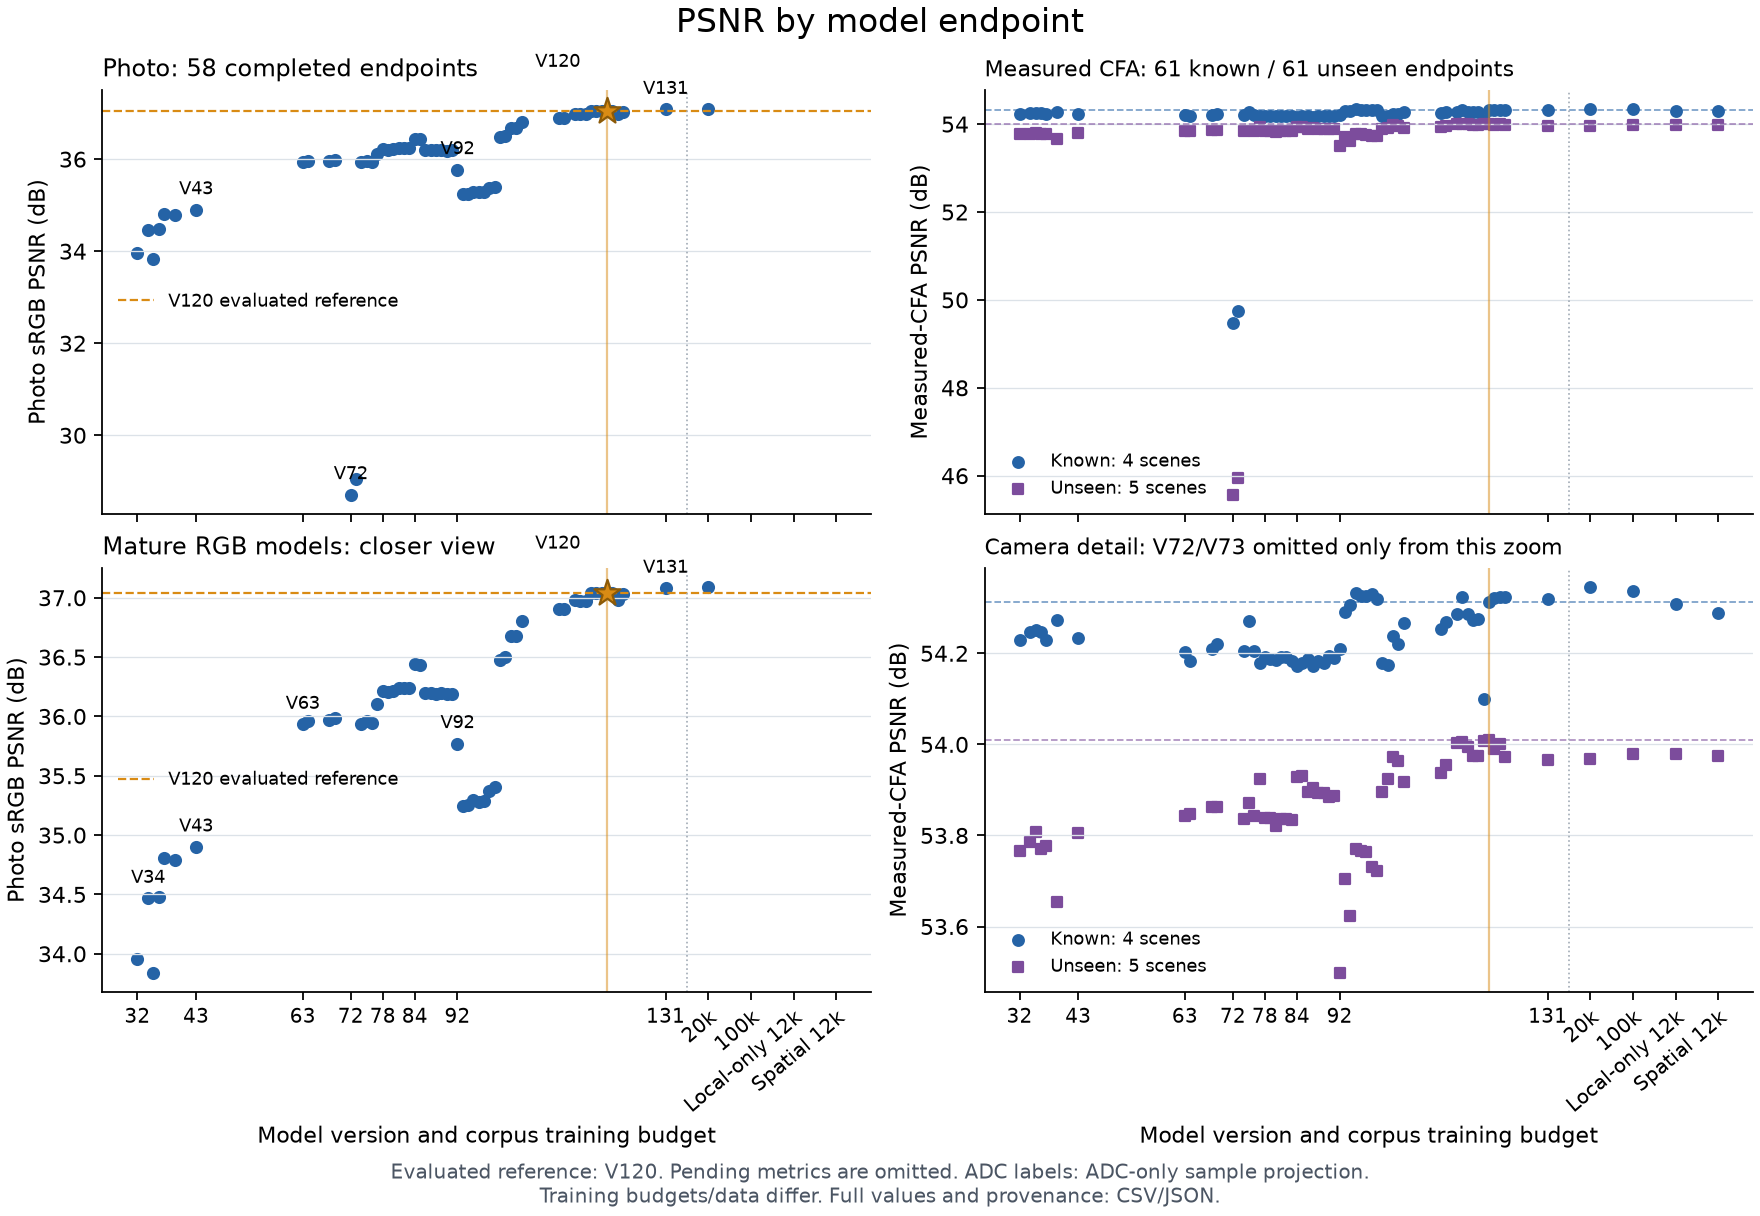 PSNR by model endpoint
Photo: 58 completed endpoints
V120
V131
V92
V43
V72
V120 evaluated reference
Photo sRGB PSNR (dB)
36
34
32
30
Measured CFA: 61 known / 61 unseen endpoints
Measured-CFA PSNR (dB)
54
52
50
48
46
Known: 4 scenes
Unseen: 5 scenes
Mature RGB models: closer view
V120
V131
V63
V92
V43
V34
V120 evaluated reference
Photo sRGB PSNR (dB)
37.0
36.5
36.0
35.5
35.0
34.5
34.0
32 43 63 72 78 84 92 131 20k 100k Local-only 12k Spatial 12k
Model version and corpus training budget
Camera detail: V72/V73 omitted only from this zoom
Measured-CFA PSNR (dB)
54.2
54.0
53.8
53.6
Known: 4 scenes
Unseen: 5 scenes
32 43 63 72 78 84 92 131 20k 100k Local-only 12k Spatial 12k
Model version and corpus training budget
Evaluated reference: V120. Pending metrics are omitted. ADC labels: ADC-only sample projection.
Training budgets/data differ. Full values and provenance: CSV/JSON.